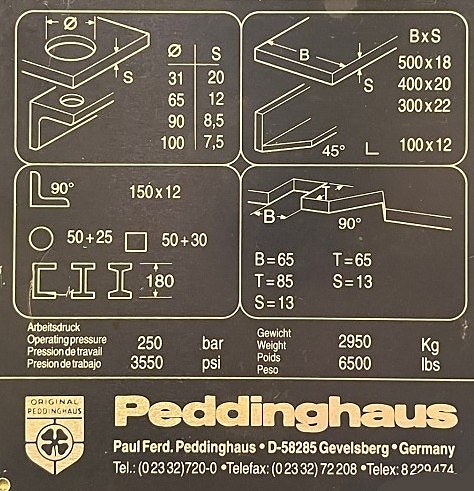 Ø
S
Ø S
31 20
65 12
90 8,5
100 7,5
B
S
BxS
500x18
400x20
300x22
45° L 100x12
90° 150x12
50+25 50+30
180
B T
90°
B=65 T=65
T=85 S=13
S=13
Arbeitsdruck
Operating pressure 250 bar
Pression de travail
Presion de trabajo 3550 psi
Gewicht
Weight 2950 Kg
Poids
Peso 6500 lbs
ORIGINAL
PEDDINGHAUS
Peddinghaus
Paul Ferd. Peddinghaus • D-58285 Gevelsberg • Germany
Tel.: (0 23 32) 720-0 • Telefax: (0 23 32) 72 208 • Telex: 8 229 474